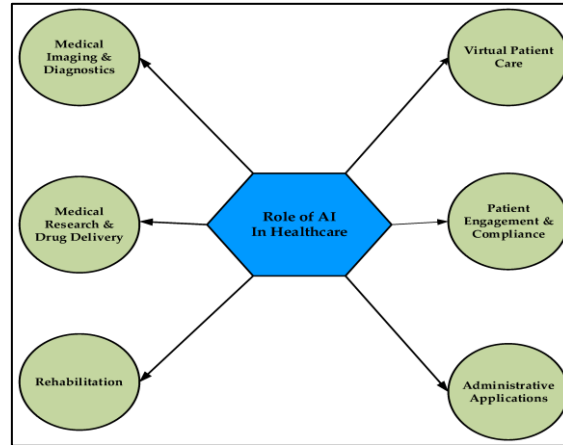 Medical
Imaging &
Diagnostics
Virtual Patient
Care
Medical
Research &
Drug Delivery
Role of AI
In Healthcare
Patient
Engagement &
Compliance
Rehabilitation
Administrative
Applications